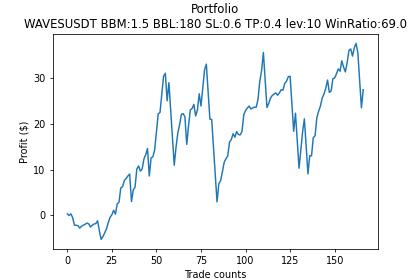 Portfolio
WAVESUSDT BBM:1.5 BBL:180 SL:0.6 TP:0.4 lev:10 WinRatio:69.0
Profit ($)
30
20
10
0
0 25 50 75 100 125 150
Trade counts